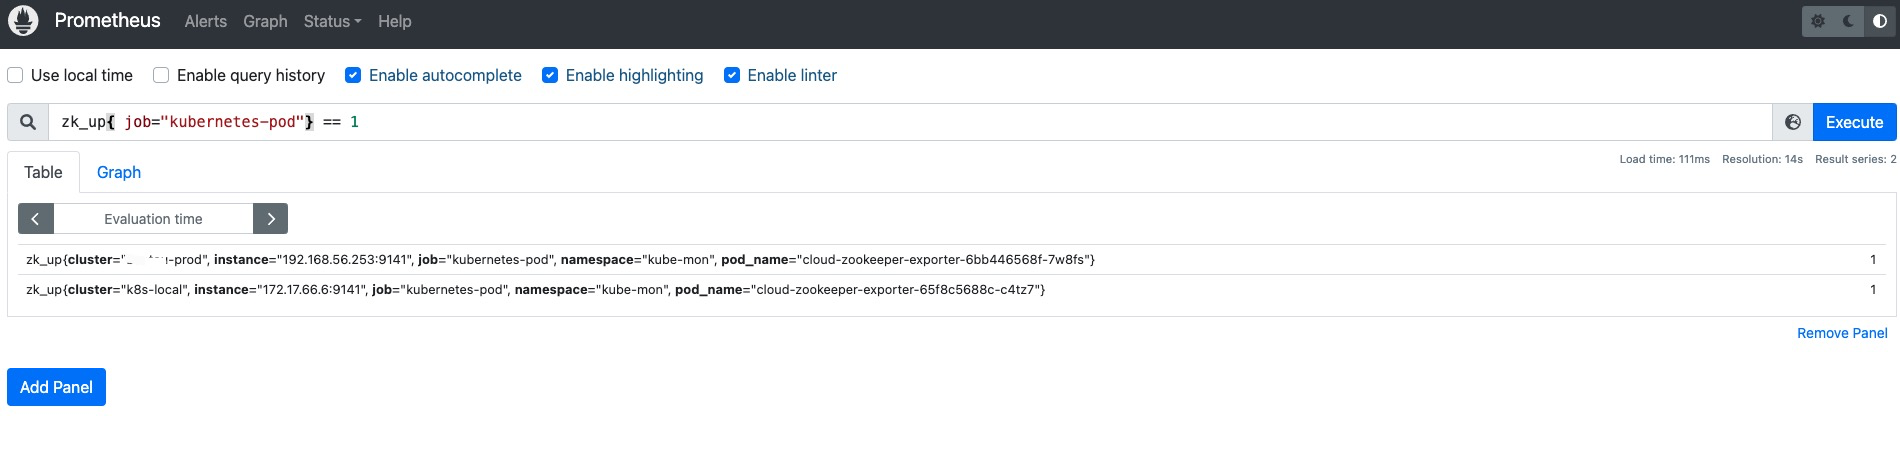 Prometheus Alerts Graph Status Help
Use local time Enable query history Enable autocomplete Enable highlighting Enable linter
zk_up{ job="kubernetes-pod"} == 1 Execute
Table Graph Load time: 111ms Resolution: 14s Result series: 2
Evaluation time
zk_up{cluster="-prod", instance="192.168.56.253:9141", job="kubernetes-pod", namespace="kube-mon", pod_name="cloud-zookeeper-exporter-6bb446568f-7w8fs"} 1
zk_up{cluster="k8s-local", instance="172.17.66.6:9141", job="kubernetes-pod", namespace="kube-mon", pod_name="cloud-zookeeper-exporter-65f8c5688c-c4tz7"} 1
Remove Panel
Add Panel